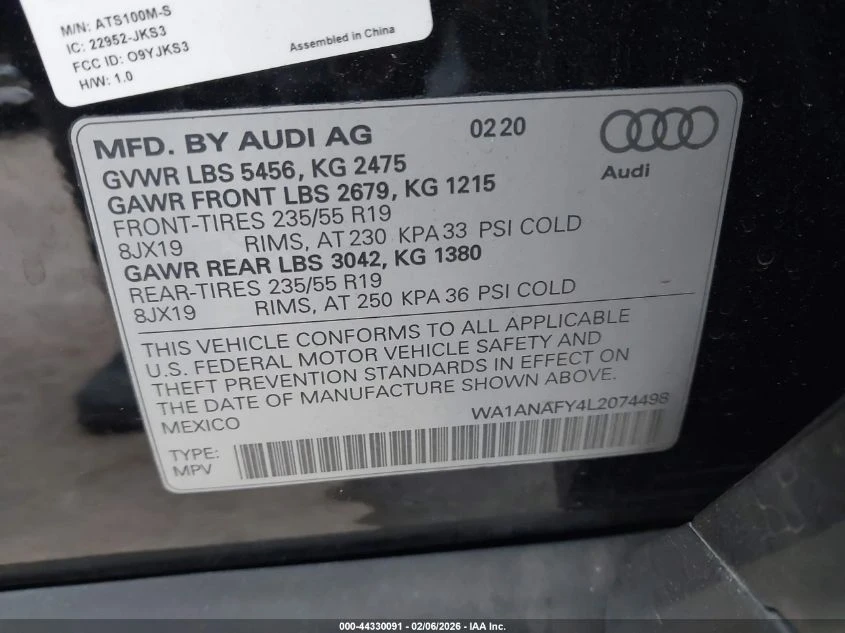 M/N: ATS100M-S
IC: 22952-JKS3
FCC ID: O9YJKS3
H/W: 1.0
Assembled in China
MFD. BY AUDI AG 0220
Audi
GVWR LBS 5456, KG 2475
GAWR FRONT LBS 2679, KG 1215
FRONT-TIRES 235/55 R19
8JX19 RIMS, AT 230 KPA 33 PSI COLD
GAWR REAR LBS 3042, KG 1380
REAR-TIRES 235/55 R19
8JX19 RIMS, AT 250 KPA 36 PSI COLD
THIS VEHICLE CONFORMS TO ALL APPLICABLE
U.S. FEDERAL MOTOR VEHICLE SAFETY AND
THEFT PREVENTION STANDARDS IN EFFECT ON
THE DATE OF MANUFACTURE SHOWN ABOVE.
MEXICO WA1ANAFY4L2074498
TYPE:
MPV
000-44330091 - 02/06/2026 - IAA Inc.